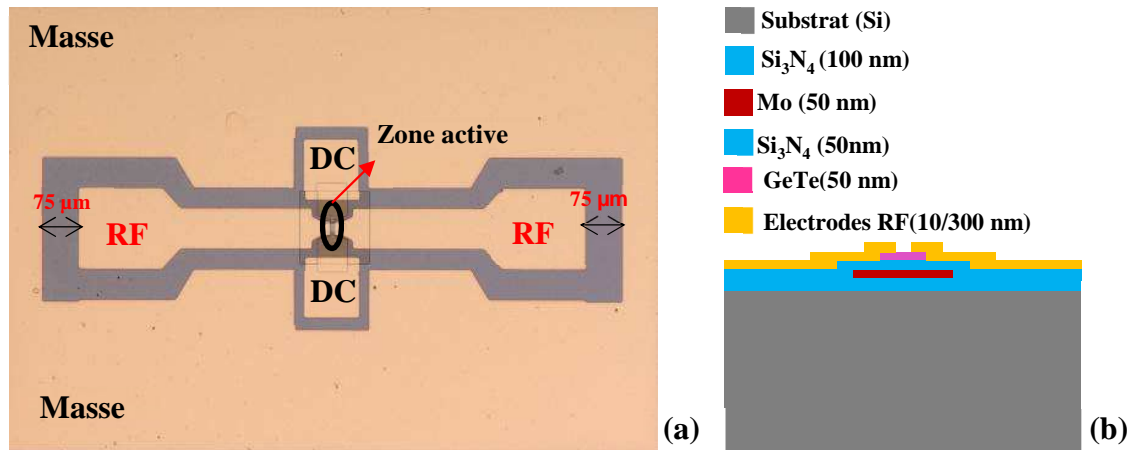 Masse
Zone active
DC
75 µm
RF
RF
75 µm
DC
Masse
(a)
Substrat (Si)
Si₃N₄ (100 nm)
Mo (50 nm)
Si₃N₄ (50nm)
GeTe(50 nm)
Electrodes RF(10/300 nm)
(b)